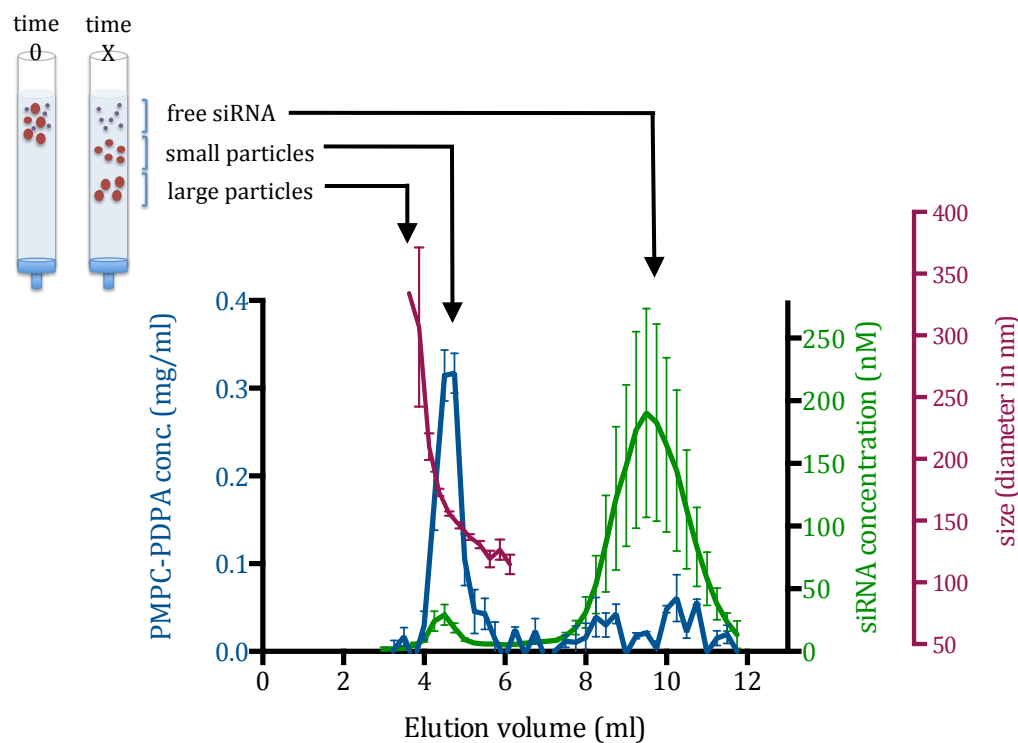 time
0
time
X
free siRNA
small particles
large particles
PMPC-PDPA conc. (mg/ml)
0.4
0.3
0.2
0.1
0.0
siRNA concentration (nM)
250
200
150
100
50
0
size (diameter in nm)
400
350
300
250
200
150
100
50
0 2 4 6 8 10 12
Elution volume (ml)